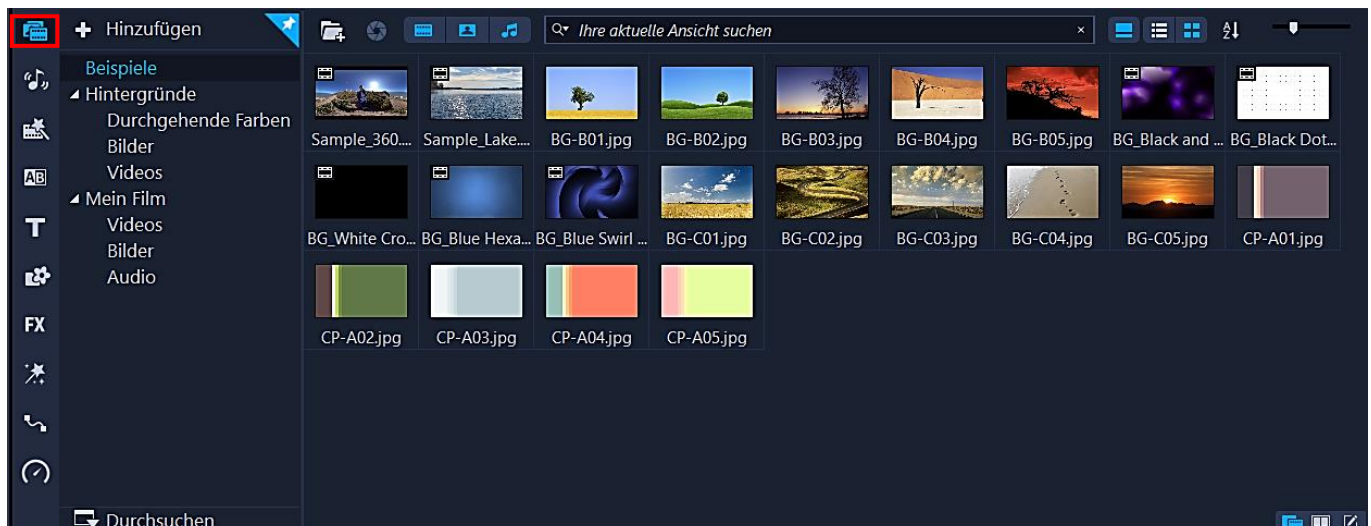 Hinzufügen
Ihre aktuelle Ansicht suchen
Beispiele
Hintergründe
Durchgehende Farben
Bilder
Videos
Mein Film
Videos
Bilder
Audio
AB
T
FX
Sample_360... Sample_Lake.... BG-B01.jpg BG-B02.jpg BG-B03.jpg BG-B04.jpg BG-B05.jpg BG_Black and ... BG_Black Dot...
BG_White Cro... BG_Blue Hexa... BG_Blue Swirl ... BG-C01.jpg BG-C02.jpg BG-C03.jpg BG-C04.jpg BG-C05.jpg CP-A01.jpg
CP-A02.jpg CP-A03.jpg CP-A04.jpg CP-A05.jpg
Durchsuchen